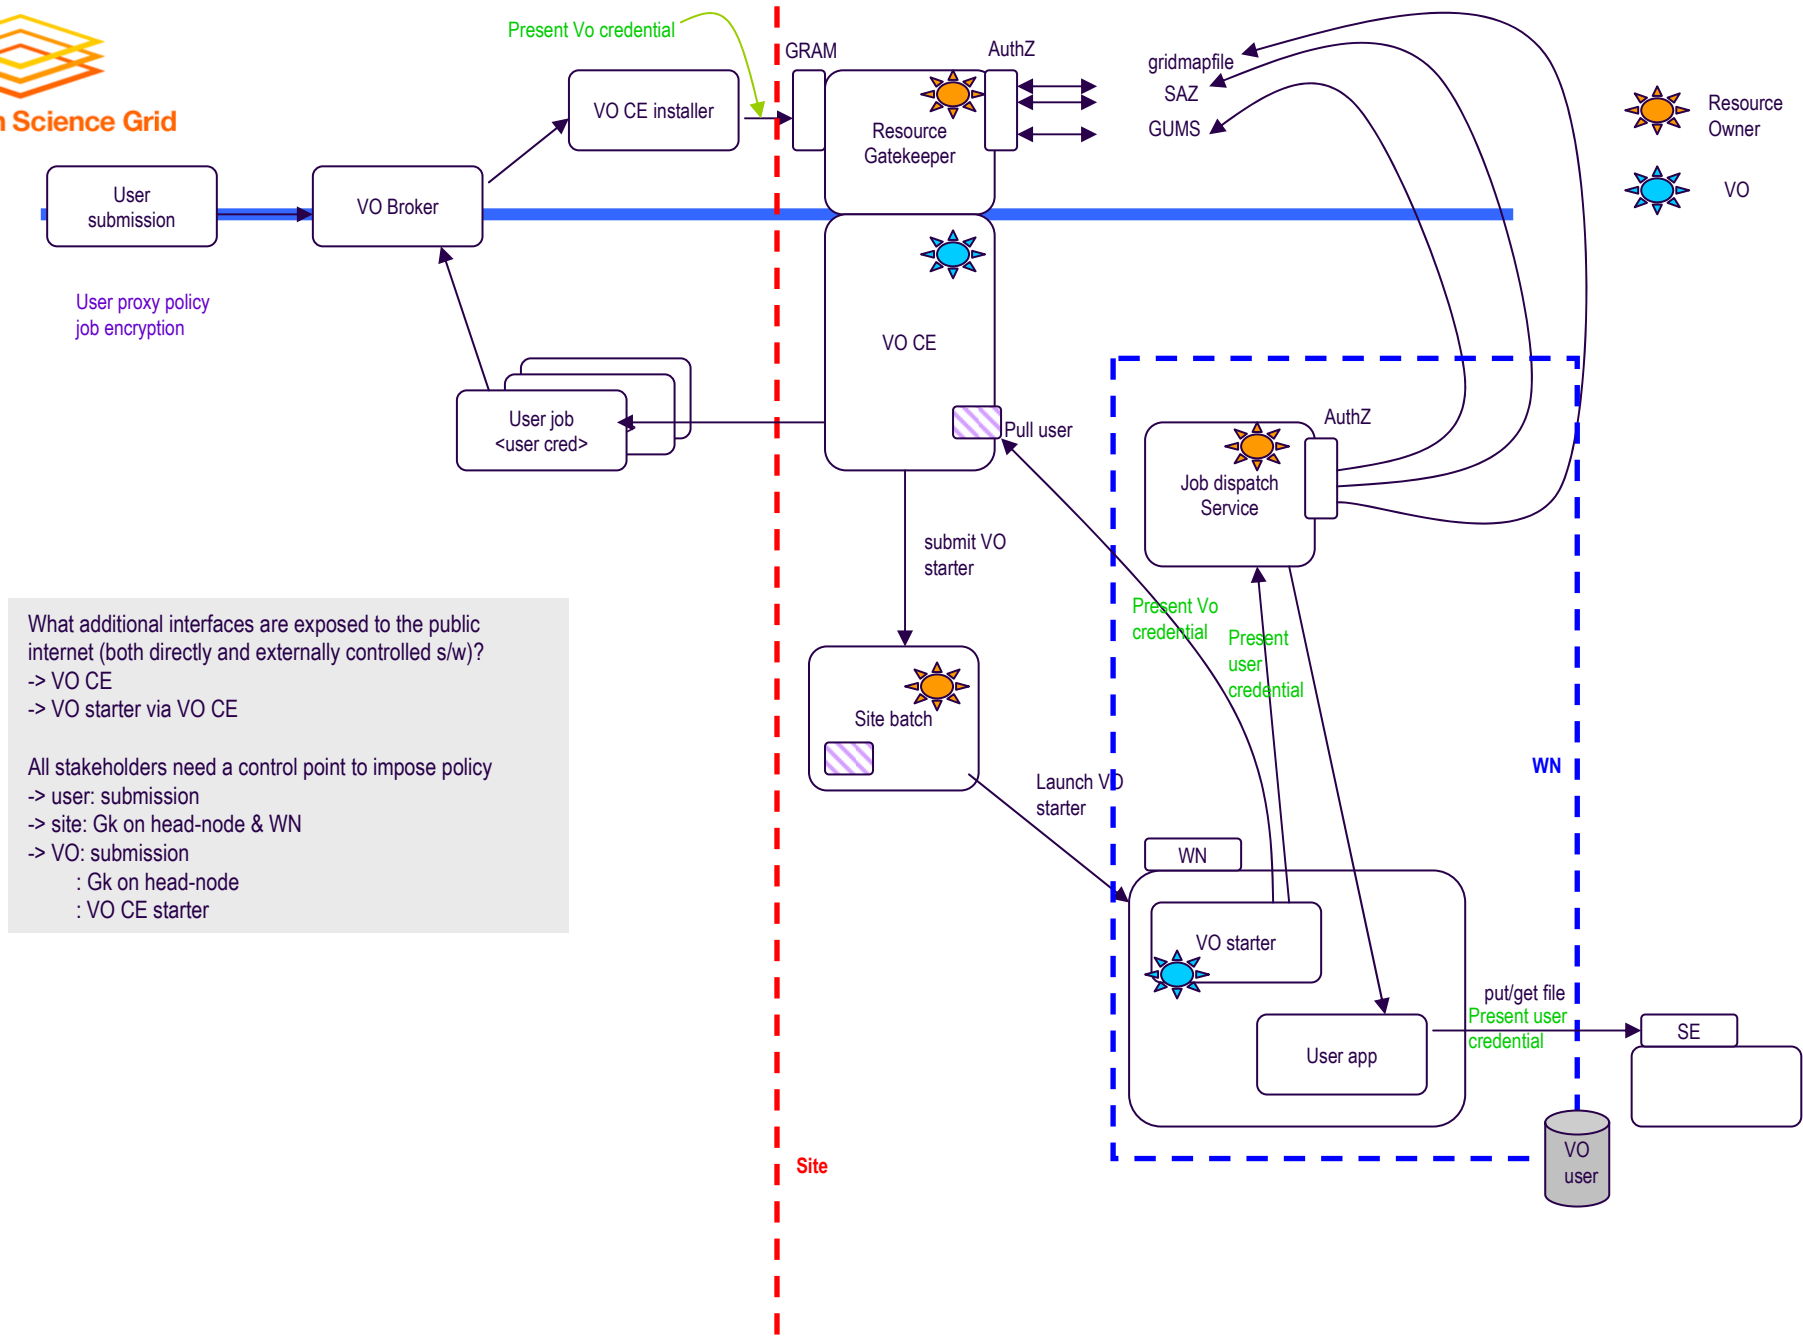 Present Vo credential
GRAM
AuthZ
gridmapfile
SAZ
GUMS
VO CE installer
Resource
Gatekeeper
Resource
Owner
n Science Grid
User
submission
VO Broker
VO
User proxy policy
job encryption
VO CE
User job
<user cred>
Pull user
AuthZ
Job dispatch
Service
submit VO
starter
Present Vo
credential
Present
user
credential
What additional interfaces are exposed to the public
internet (both directly and externally controlled s/w)?
-> VO CE
-> VO starter via VO CE
All stakeholders need a control point to impose policy
-> user: submission
-> site: Gk on head-node & WN
-> VO: submission
: Gk on head-node
: VO CE starter
Site batch
Launch VO
starter
WN
WN
VO starter
put/get file
Present user
credential
SE
User app
VO
user
Site